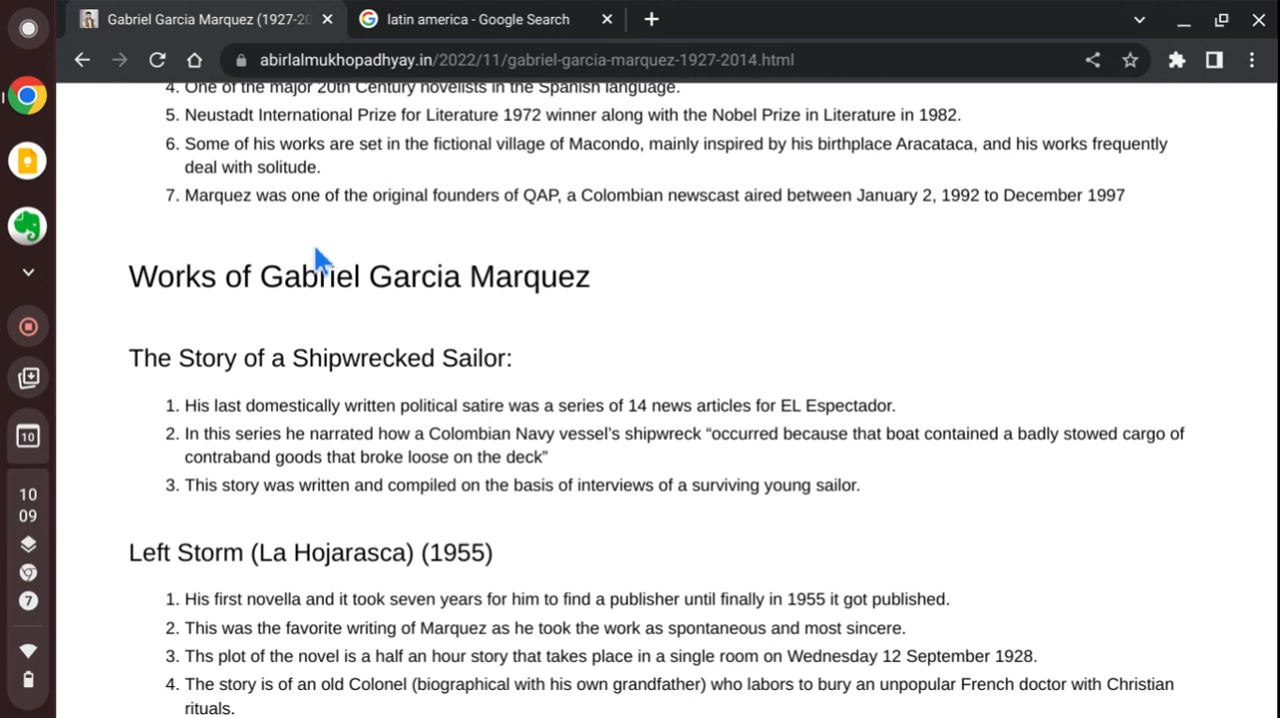 Gabriel Garcia Marquez (1927-20
latin america - Google Search
abirlalmukhopadhyay.in/2022/11/gabriel-garcia-marquez-1927-2014.html
4. One of the major 20th Century novelists in the Spanish language.
5. Neustadt International Prize for Literature 1972 winner along with the Nobel Prize in Literature in 1982.
6. Some of his works are set in the fictional village of Macondo, mainly inspired by his birthplace Aracataca, and his works frequently
deal with solitude.
7. Marquez was one of the original founders of QAP, a Colombian newscast aired between January 2, 1992 to December 1997
Works of Gabriel Garcia Marquez
The Story of a Shipwrecked Sailor:
1. His last domestically written political satire was a series of 14 news articles for EL Espectador.
2. In this series he narrated how a Colombian Navy vessel's shipwreck “occurred because that boat contained a badly stowed cargo of
contraband goods that broke loose on the deck”
3. This story was written and compiled on the basis of interviews of a surviving young sailor.
Left Storm (La Hojarasca) (1955)
1. His first novella and it took seven years for him to find a publisher until finally in 1955 it got published.
2. This was the favorite writing of Marquez as he took the work as spontaneous and most sincere.
3. Ths plot of the novel is a half an hour story that takes place in a single room on Wednesday 12 September 1928.
4. The story is of an old Colonel (biographical with his own grandfather) who labors to bury an unpopular French doctor with Christian
rituals.
10
10
09
7